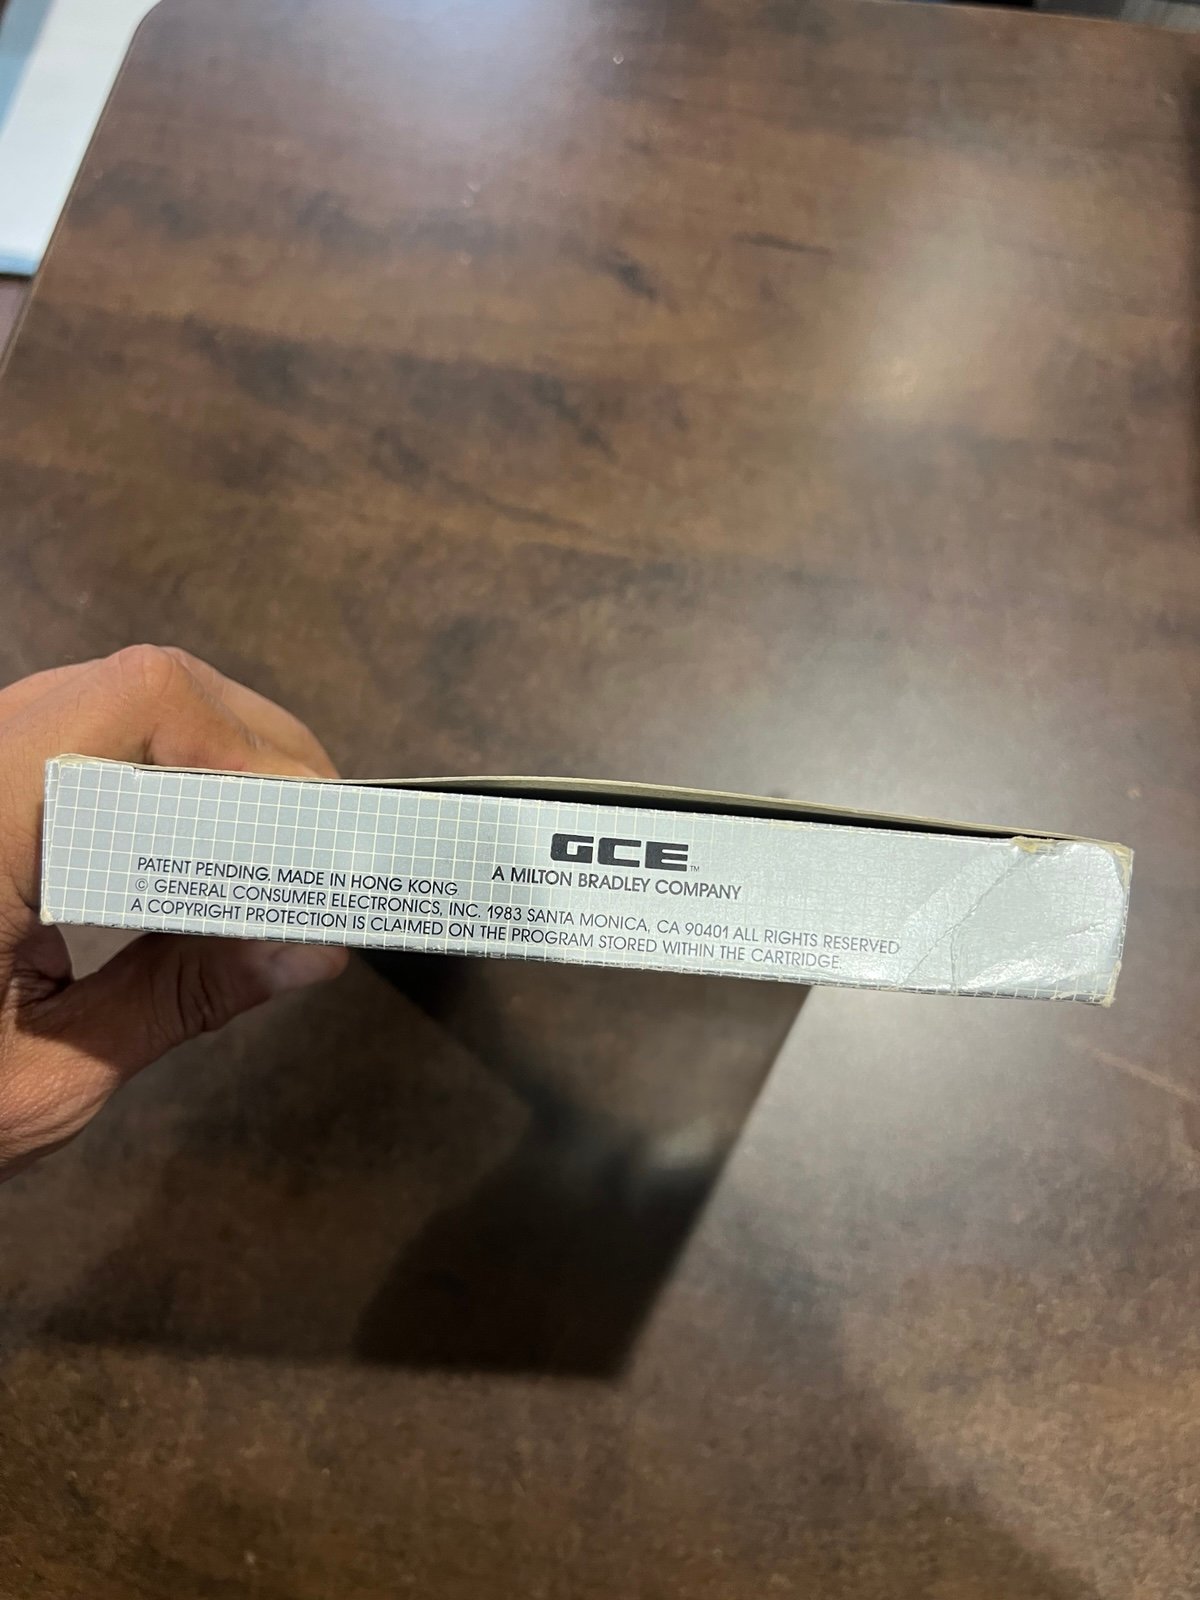 GCE™
A MILTON BRADLEY COMPANY
PATENT PENDING. MADE IN HONG KONG
© GENERAL CONSUMER ELECTRONICS, INC. 1983 SANTA MONICA, CA 90401 ALL RIGHTS RESERVED
A COPYRIGHT PROTECTION IS CLAIMED ON THE PROGRAM STORED WITHIN THE CARTRIDGE.